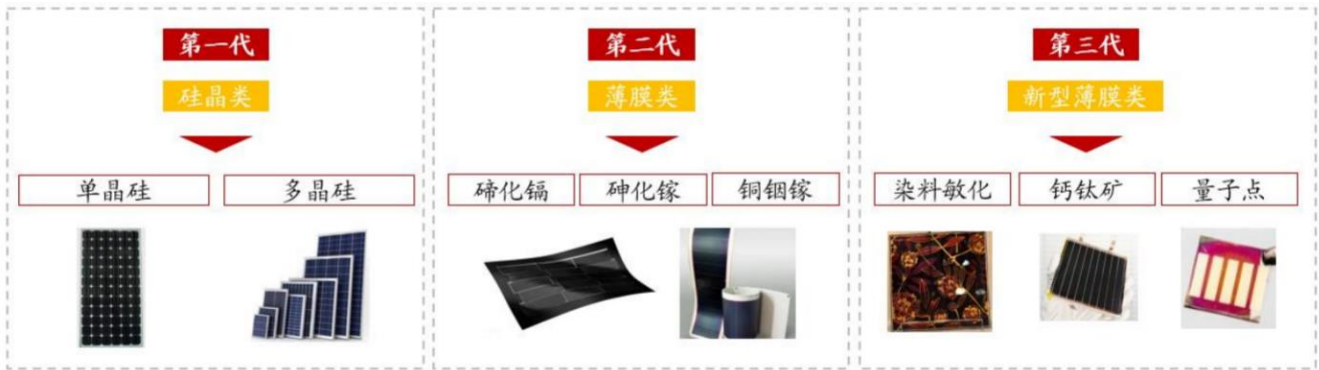 第一代
硅晶类
单晶硅
多晶硅
第二代
薄膜类
碲化镉
砷化镓
铜铟镓
第三代
新型薄膜类
染料敏化
钙钛矿
量子点